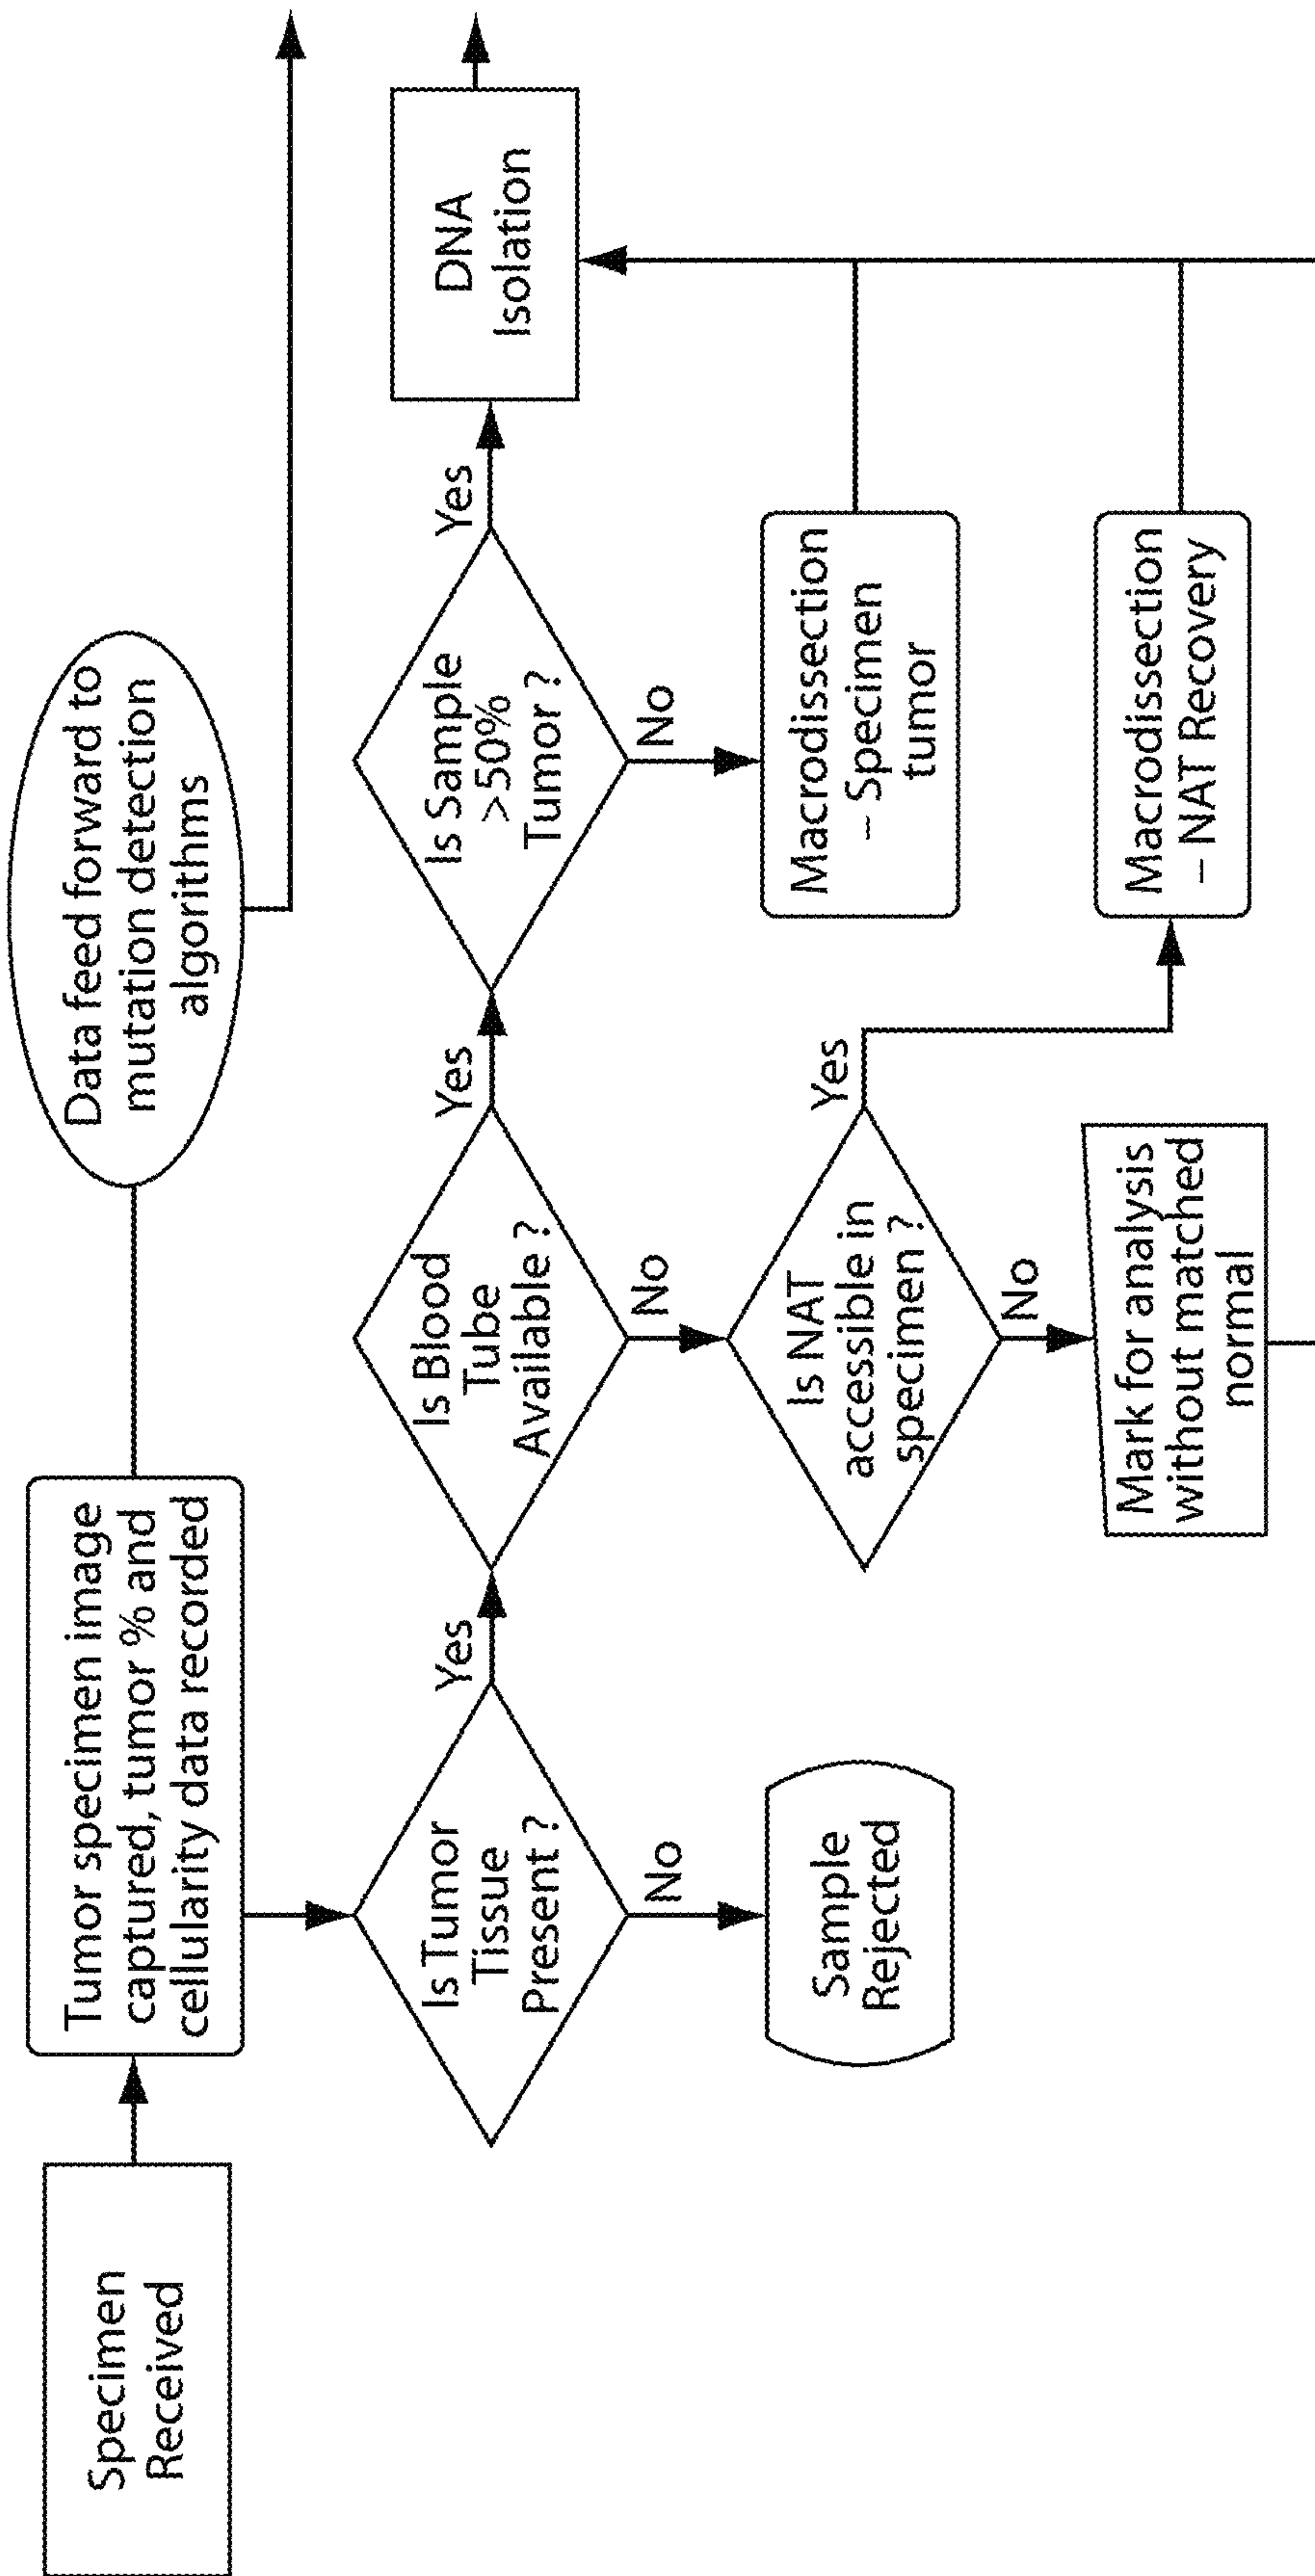 Specimen
Received
Tumor specimen image
captured, tumor % and
cellularity data recorded
Data feed forward to
mutation detection
algorithms
Is Tumor
Tissue
Present ?
Yes
No
Is Blood
Tube
Available ?
Yes
No
Is Sample
>50%
Tumor ?
Yes
No
DNA
Isolation
Sample
Rejected
Is NAT
accessible in
specimen ?
Yes
No
Macrodissection
– Specimen
tumor
Mark for analysis
without matched
normal
Macrodissection
– NAT Recovery